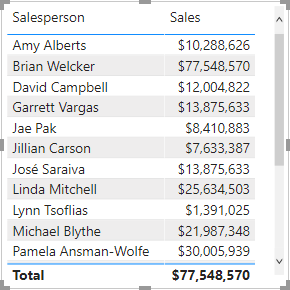 Salesperson Sales
Amy Alberts $10,288,626
Brian Welcker $77,548,570
David Campbell $12,004,822
Garrett Vargas $13,875,633
Jae Pak $8,410,883
Jillian Carson $7,633,387
José Saraiva $13,875,633
Linda Mitchell $25,634,503
Lynn Tsoflias $1,391,025
Michael Blythe $21,987,348
Pamela Ansman-Wolfe $30,005,939
Total $77,548,570